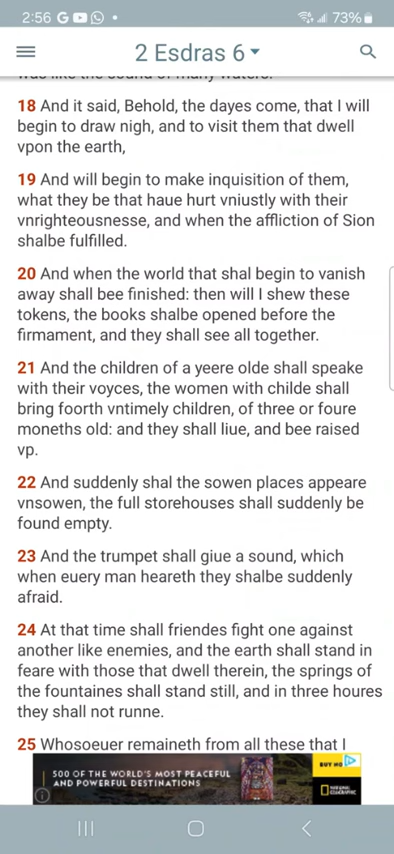 2:56 G
73%
2 Esdras 6
was like the sound of many waters.
18 And it said, Behold, the dayes come, that I will
begin to draw nigh, and to visit them that dwell
vpon the earth,
19 And will begin to make inquisition of them,
what they be that haue hurt vniustly with their
vnrighteousnesse, and when the affliction of Sion
shalbe fulfilled.
20 And when the world that shal begin to vanish
away shall bee finished: then will I shew these
tokens, the books shalbe opened before the
firmament, and they shall see all together.
21 And the children of a yeere olde shall speake
with their voyces, the women with childe shall
bring foorth vntimely children, of three or foure
moneths old: and they shall liue, and bee raised
vp.
22 And suddenly shal the sowen places appeare
vnsowen, the full storehouses shall suddenly be
found empty.
23 And the trumpet shall giue a sound, which
when euery man heareth they shalbe suddenly
afraid.
24 At that time shall friendes fight one against
another like enemies, and the earth shall stand in
feare with those that dwell therein, the springs of
the fountaines shall stand still, and in three houres
they shall not runne.
25 Whosoeuer remaineth from all these that I
500 OF THE WORLD'S MOST PEACEFUL
AND POWERFUL DESTINATIONS
BUY NO
NATIONAL
GEOGRAPHIC